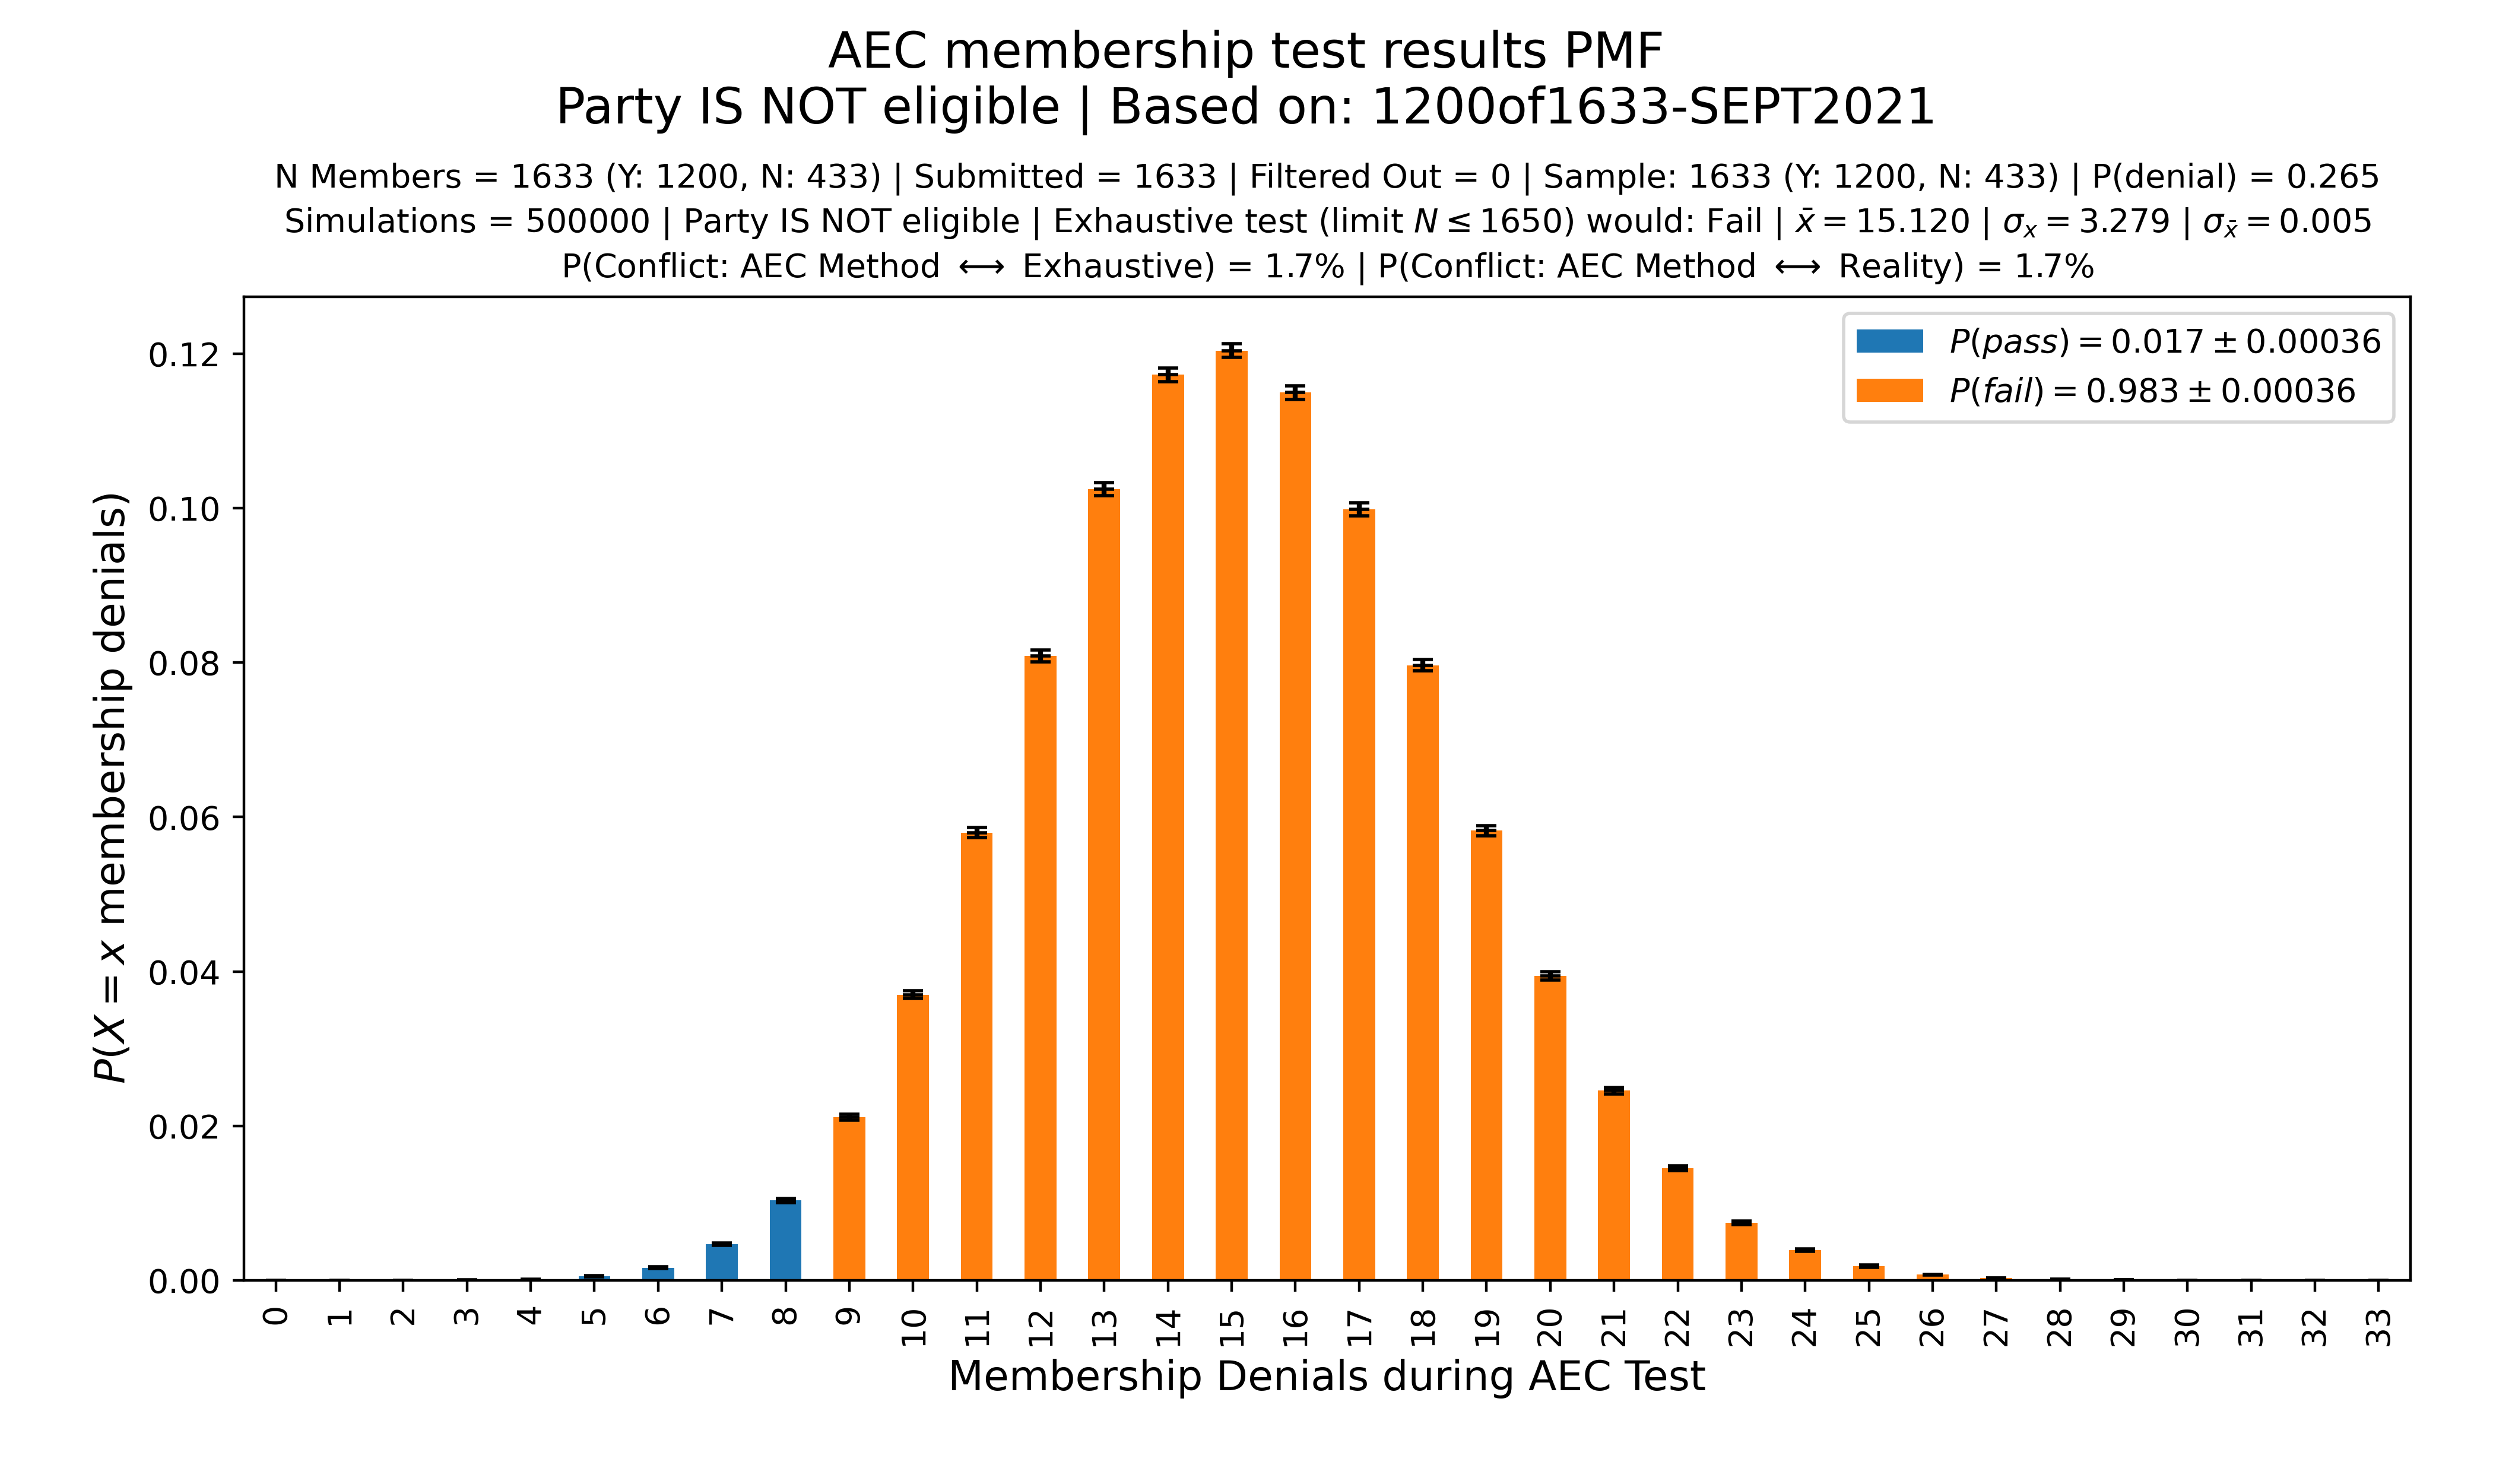 AEC membership test results PMF
Party IS NOT eligible | Based on: 1200of1633-SEPT2021
N Members = 1633 (Y: 1200, N: 433) | Submitted = 1633 | Filtered Out = 0 | Sample: 1633 (Y: 1200, N: 433) | P(denial) = 0.265
Simulations = 500000 | Party IS NOT eligible | Exhaustive test (limit N ≤ 1650) would: Fail | x̄ = 15.120 | σₓ = 3.279 | σ_x̄ = 0.005
P(Conflict: AEC Method ⟷ Exhaustive) = 1.7% | P(Conflict: AEC Method ⟷ Reality) = 1.7%
P(pass) = 0.017 ± 0.00036
P(fail) = 0.983 ± 0.00036
P(X = x membership denials)
0.12
0.10
0.08
0.06
0.04
0.02
0.00
0 1 2 3 4 5 6 7 8 9 10 11 12 13 14 15 16 17 18 19 20 21 22 23 24 25 26 27 28 29 30 31 32 33
Membership Denials during AEC Test